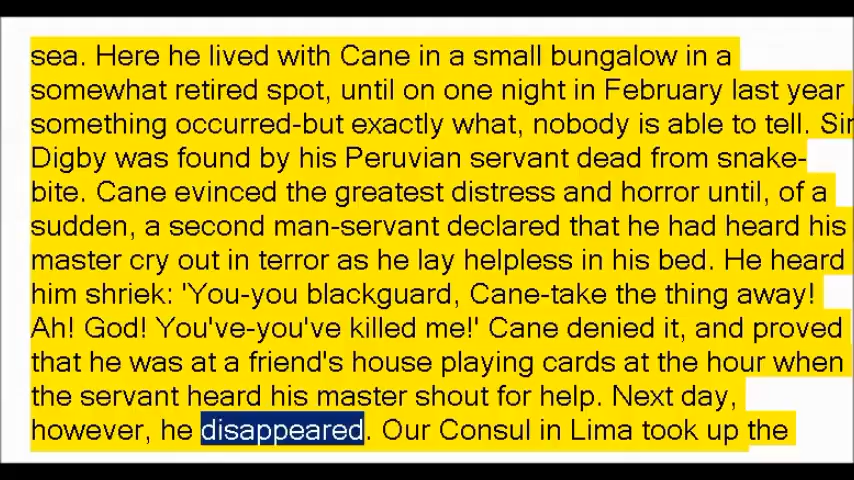 sea. Here he lived with Cane in a small bungalow in a
somewhat retired spot, until on one night in February last year
something occurred-but exactly what, nobody is able to tell. Sir
Digby was found by his Peruvian servant dead from snake-
bite. Cane evinced the greatest distress and horror until, of a
sudden, a second man-servant declared that he had heard his
master cry out in terror as he lay helpless in his bed. He heard
him shriek: 'You-you blackguard, Cane-take the thing away!
Ah! God! You've-you've killed me!' Cane denied it, and proved
that he was at a friend's house playing cards at the hour when
the servant heard his master shout for help. Next day,
however, he disappeared. Our Consul in Lima took up the